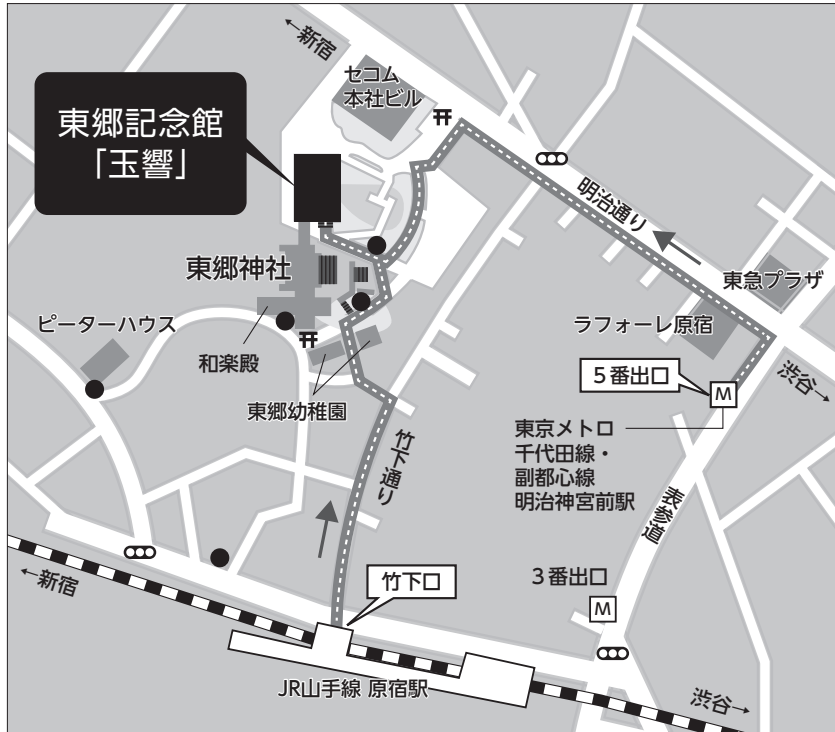 ←新宿
セコム
本社ビル
東郷記念館
「玉響」
明治通り
東郷神社
東急プラザ
ピーターハウス
ラフォーレ原宿
和楽殿
5番出口
渋谷→
M
東郷幼稚園
東京メトロ
千代田線・
副都心線
明治神宮前駅
竹下通り
表参道
3番出口
M
←新宿
竹下口
JR山手線 原宿駅
渋谷→